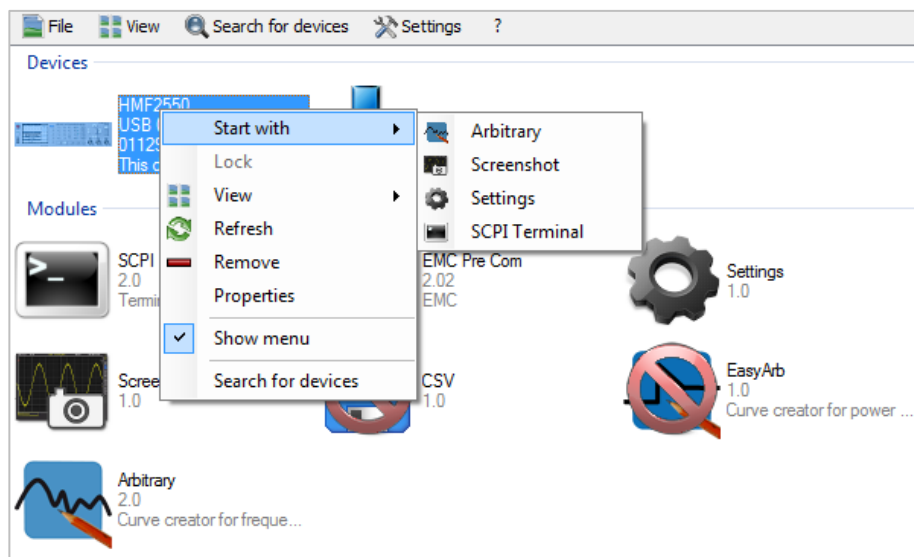 File View Search for devices Settings ?
Devices
HMF2550
USB
0112
This
Start with
Lock
View
Refresh
Remove
Properties
Show menu
Search for devices
Arbitrary
Screenshot
Settings
SCPI Terminal
Modules
SCPI
2.0
EMC Pre Com
2.02
EMC
Settings
1.0
1.0
CSV
1.0
EasyArb
1.0
Curve creator for power ...
Arbitrary
2.0
Curve creator for freque...